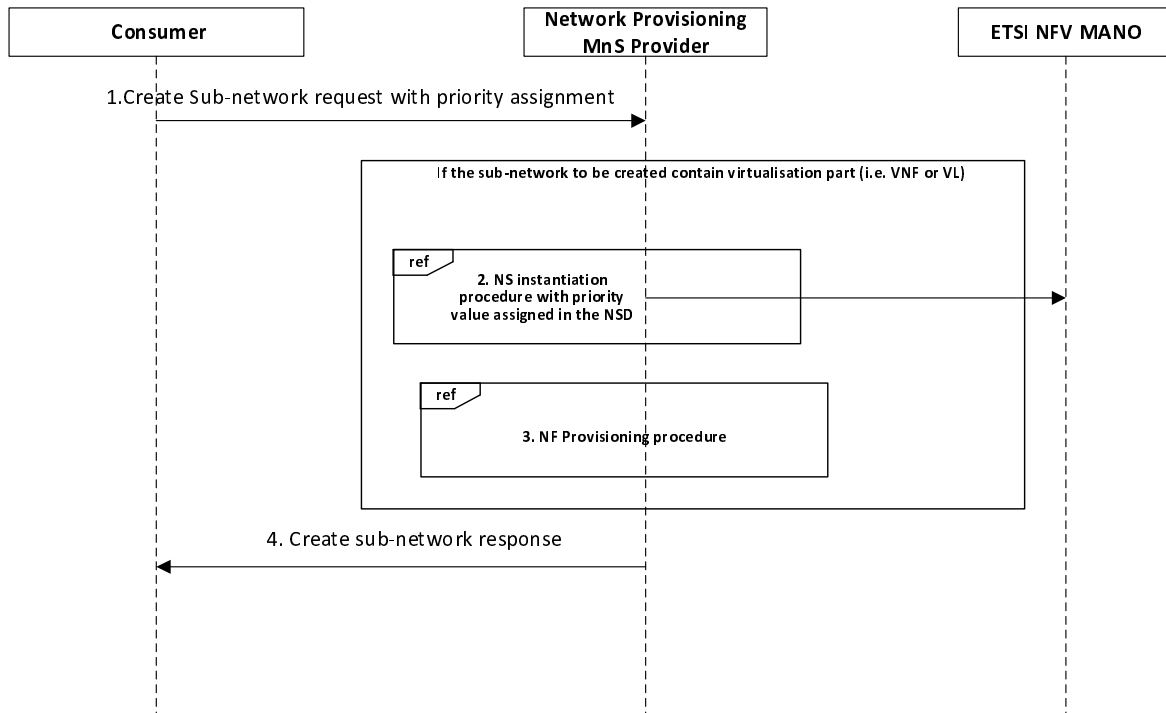 Consumer
Network Provisioning
MnS Provider
ETSI NFV MANO
1.Create Sub-network request with priority assignment
If the sub-network to be created contain virtualisation part (i.e. VNF or VL)
ref
2. NS instantiation
procedure with priority
value assigned in the NSD
ref
3. NF Provisioning procedure
4. Create sub-network response